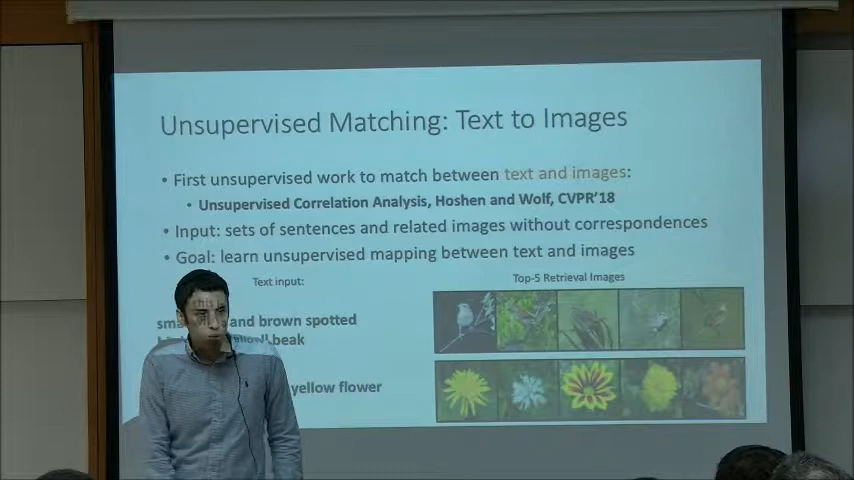 Unsupervised Matching: Text to Images
• First unsupervised work to match between text and images:
• Unsupervised Correlation Analysis, Hoshen and Wolf, CVPR'18
• Input: sets of sentences and related images without correspondences
• Goal: learn unsupervised mapping between text and images
Text input:
Top-5 Retrieval Images
and brown spotted
beak
yellow flower